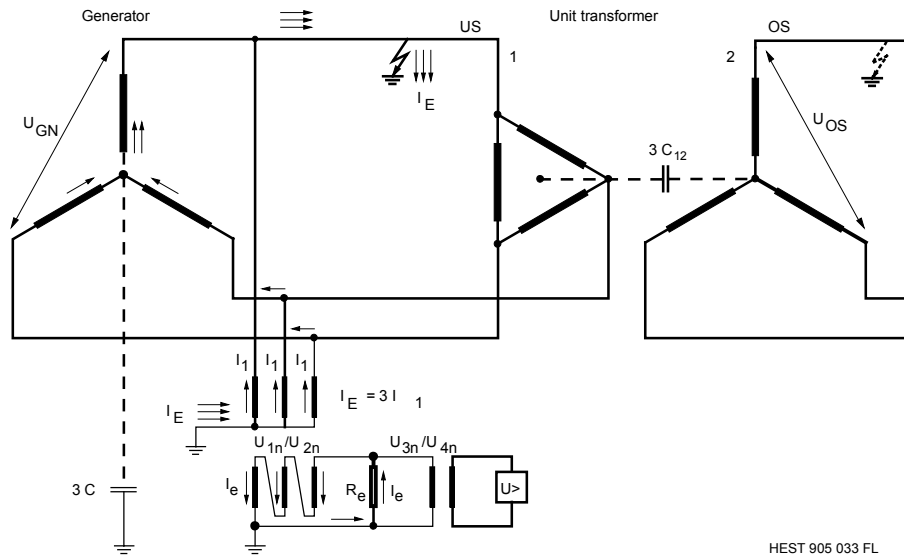 Generator
Unit transformer
US
OS
1
2
I E
U GN
U OS
3 C 12
I 1
I 1
I 1
I E = 3 I 1
I E
U 1n / U 2n
U 3n / U 4n
I e
R e
I e
U>
3 C
HEST 905 033 FL